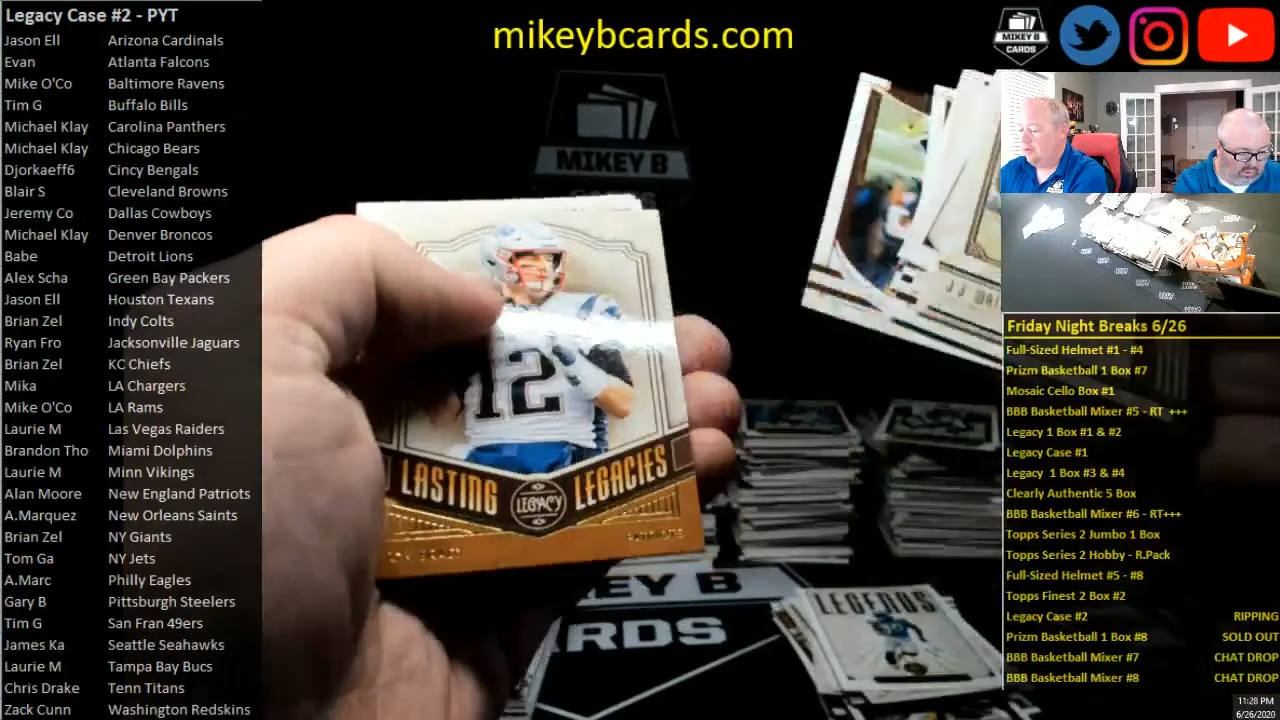 Legacy Case #2 - PYT
Jason Ell Arizona Cardinals
Evan Atlanta Falcons
Mike O'Co Baltimore Ravens
Tim G Buffalo Bills
Michael Klay Carolina Panthers
Michael Klay Chicago Bears
Djorkaeff6 Cincy Bengals
Blair S Cleveland Browns
Jeremy Co Dallas Cowboys
Michael Klay Denver Broncos
Babe Detroit Lions
Alex Scha Green Bay Packers
Jason Ell Houston Texans
Brian Zel Indy Colts
Ryan Fro Jacksonville Jaguars
Brian Zel KC Chiefs
Mika LA Chargers
Mike O'Co LA Rams
Laurie M Las Vegas Raiders
Brandon Tho Miami Dolphins
Laurie M Minn Vikings
Alan Moore New England Patriots
A.Marquez New Orleans Saints
Brian Zel NY Giants
Tom Ga NY Jets
A.Marc Philly Eagles
Gary B Pittsburgh Steelers
Tim G San Fran 49ers
James Ka Seattle Seahawks
Laurie M Tampa Bay Bucs
Chris Drake Tenn Titans
Zack Cunn Washington Redskins
mikeybcards.com
MIKEY B
12
LASTING LEGACY LEGACIES
BRADY PATRIOTS
EY B
RDS
LEGENDS
MIKEY B
CARDS
Friday Night Breaks 6/26
Full-Sized Helmet #1 - #4
Prizm Basketball 1 Box #7
Mosaic Cello Box #1
BBB Basketball Mixer #5 - RT +++
Legacy 1 Box #1 & #2
Legacy Case #1
Legacy 1 Box #3 & #4
Clearly Authentic 5 Box
BBB Basketball Mixer #6 - RT+++
Topps Series 2 Jumbo 1 Box
Topps Series 2 Hobby - R.Pack
Full-Sized Helmet #5 - #8
Topps Finest 2 Box #2
Legacy Case #2 RIPPING
Prizm Basketball 1 Box #8 SOLD OUT
BBB Basketball Mixer #7 CHAT DROP
BBB Basketball Mixer #8 CHAT DROP
11:28 PM
6/26/2020